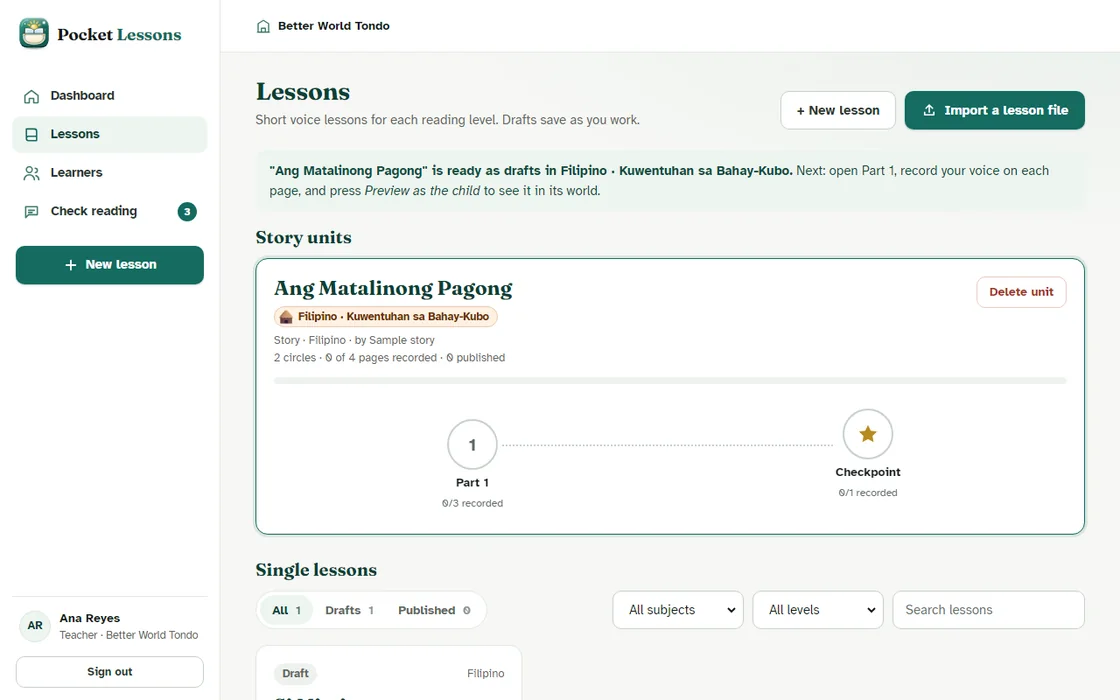 Pocket Lessons
Better World Tondo
Dashboard
Lessons
Learners
Check reading 3
+ New lesson
Lessons
Short voice lessons for each reading level. Drafts save as you work.
+ New lesson
Import a lesson file
"Ang Matalinong Pagong" is ready as drafts in Filipino · Kuwentuhan sa Bahay-Kubo. Next: open Part 1, record your voice on each
page, and press Preview as the child to see it in its world.
Story units
Ang Matalinong Pagong
Delete unit
Filipino · Kuwentuhan sa Bahay-Kubo
Story · Filipino · by Sample story
2 circles · 0 of 4 pages recorded · 0 published
1
Part 1
0/3 recorded
Checkpoint
0/1 recorded
Single lessons
All 1 Drafts 1 Published 0
All subjects
All levels
Search lessons
Draft
Filipino
AR
Ana Reyes
Teacher · Better World Tondo
Sign out